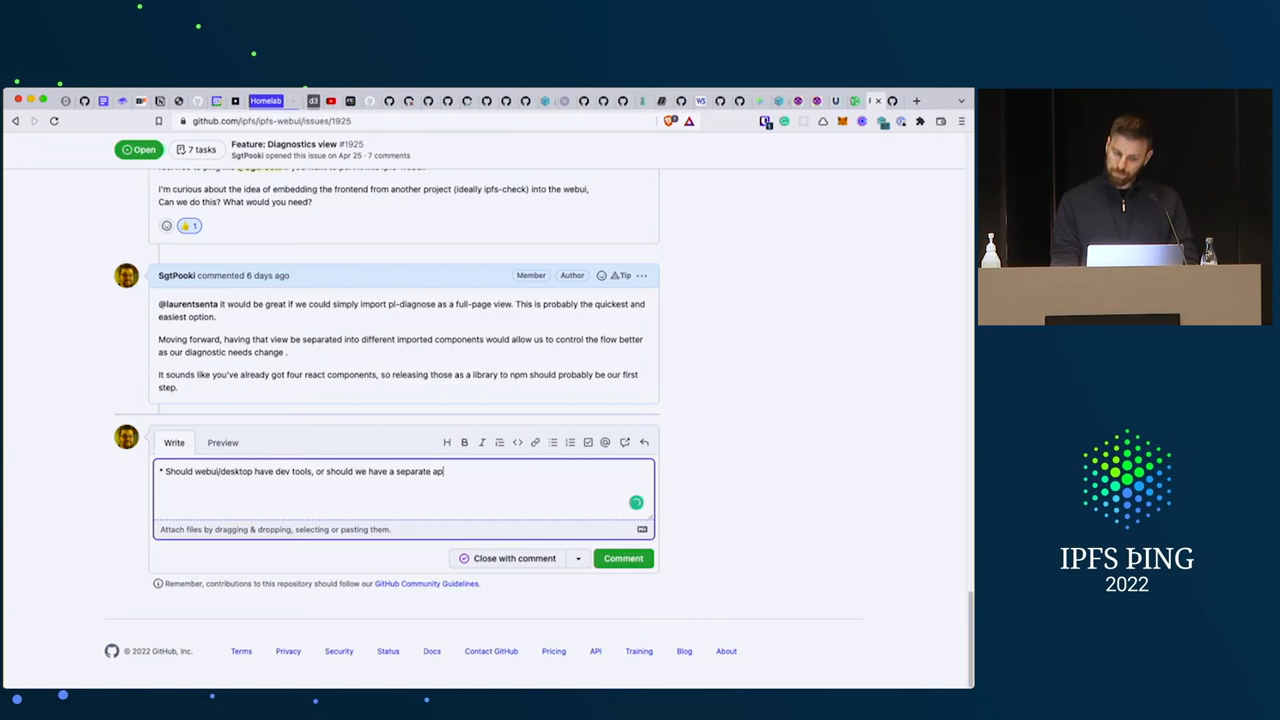 Homelab
d3
github.com/ipfs/ipfs-webui/issues/1925
Open
7 tasks
Feature: Diagnostics view #1925
SgtPooki opened this issue on Apr 25 · 7 comments
I'm curious about the idea of embedding the frontend from another project (ideally ipfs-check) into the webui,
Can we do this? What would you need?
1
SgtPooki commented 6 days ago
Member
Author
Tip
@laurentsenta it would be great if we could simply import pl-diagnose as a full-page view. This is probably the quickest and
easiest option.
Moving forward, having that view be separated into different imported components would allow us to control the flow better
as our diagnostic needs change .
It sounds like you've already got four react components, so releasing those as a library to npm should probably be our first
step.
Write
Preview
* Should webui/desktop have dev tools, or should we have a separate ap
Attach files by dragging & dropping, selecting or pasting them.
Close with comment
Comment
Remember, contributions to this repository should follow our GitHub Community Guidelines.
© 2022 GitHub, Inc.
Terms
Privacy
Security
Status
Docs
Contact GitHub
Pricing
API
Training
Blog
About
IPFS ÞING
2022